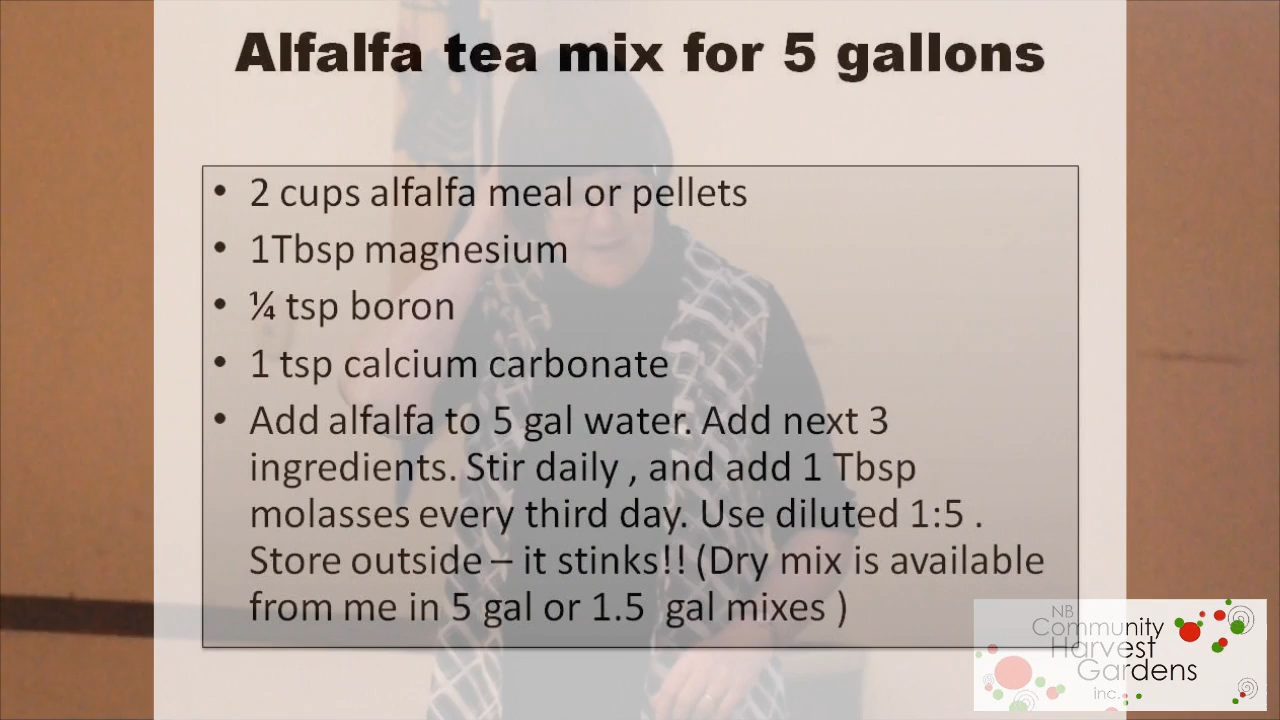 Alfalfa tea mix for 5 gallons
• 2 cups alfalfa meal or pellets
• 1Tbsp magnesium
• ¼ tsp boron
• 1 tsp calcium carbonate
• Add alfalfa to 5 gal water. Add next 3
ingredients. Stir daily , and add 1 Tbsp
molasses every third day. Use diluted 1:5 .
Store outside – it stinks!! (Dry mix is available
from me in 5 gal or 1.5  gal mixes )
NB
Community
Harvest
Gardens
inc.